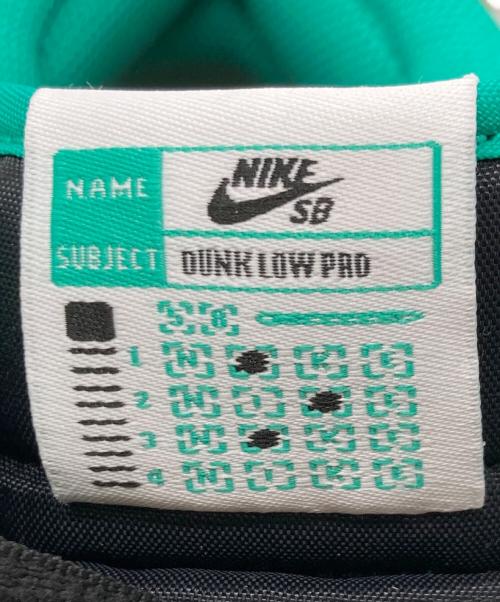 NAME NIKE SB
SUBJECT DUNK LOW PRO
S B
1 N K E
2 N I E
3 N K E
4 N I K E